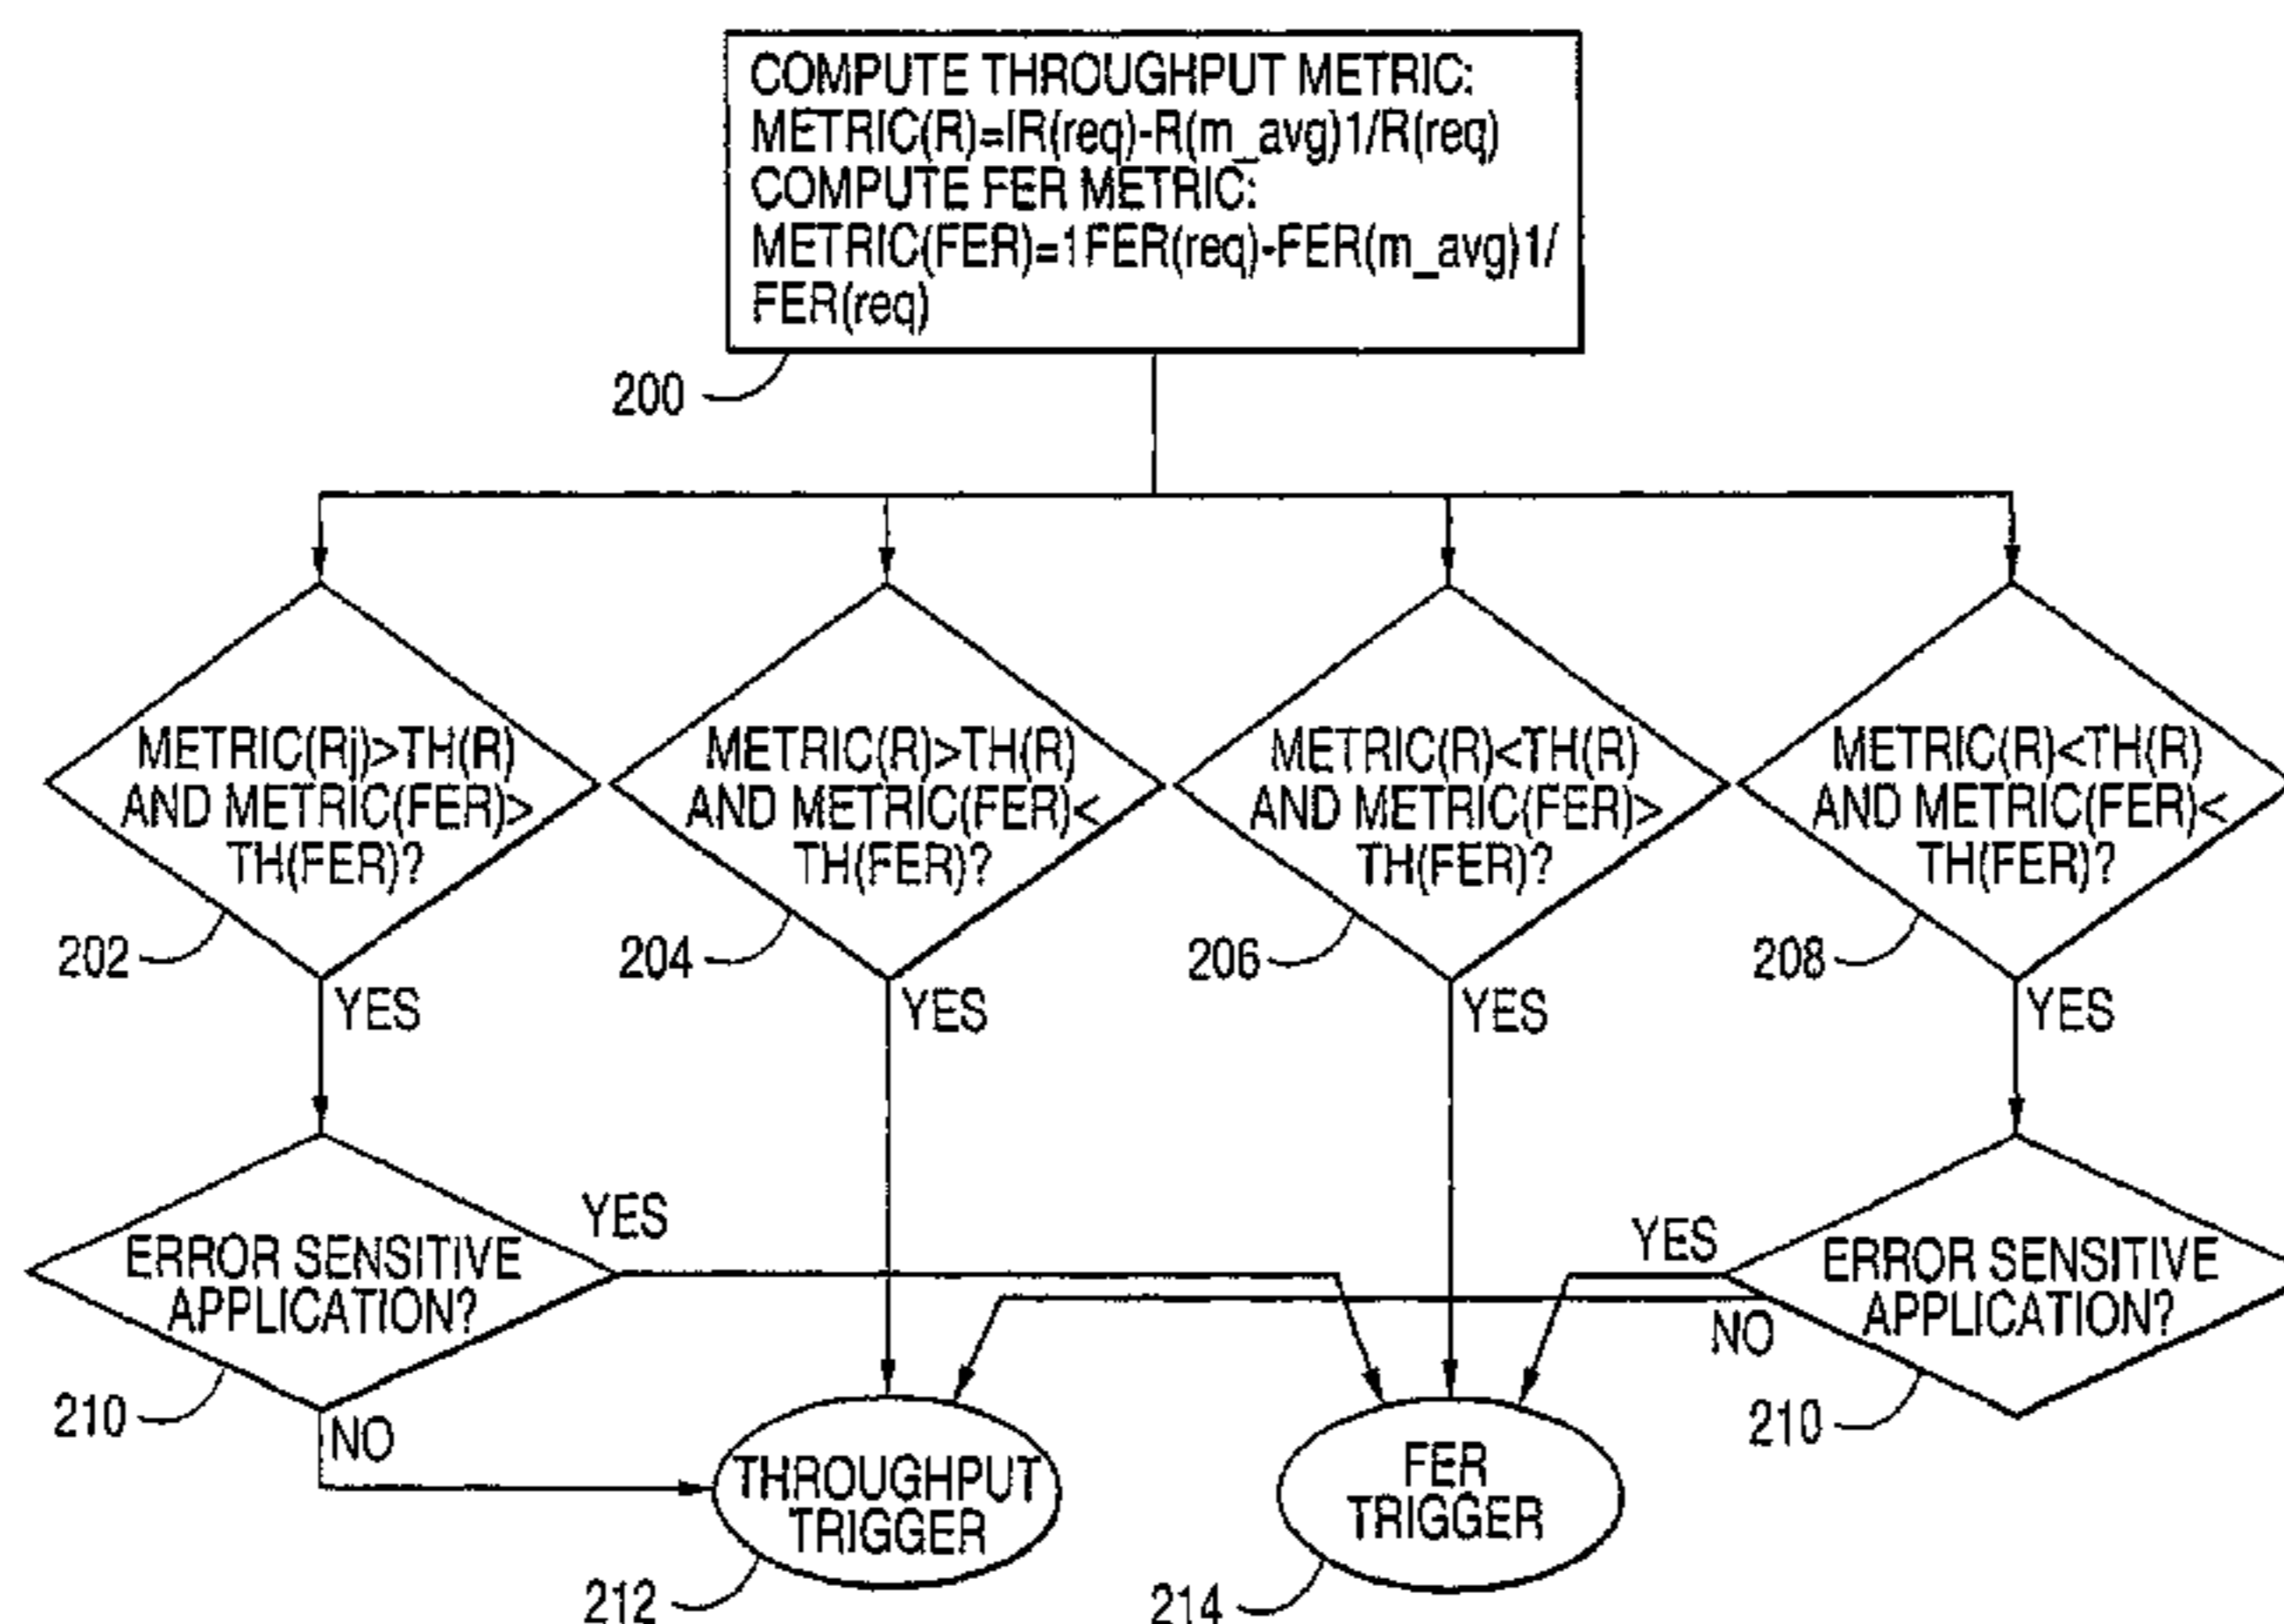 COMPUTE THROUGHPUT METRIC:
METRIC(R)=IR(req)-R(m_avg)1/R(req)
COMPUTE FER METRIC:
METRIC(FER)=1FER(req)-FER(m_avg)1/
FER(req)
200
METRIC(Rj)>TH(R)
AND METRIC(FER)>
TH(FER)?
202
YES
METRIC(R)>TH(R)
AND METRIC(FER)<
TH(FER)?
204
YES
METRIC(R)<TH(R)
AND METRIC(FER)>
TH(FER)?
206
YES
METRIC(R)<TH(R)
AND METRIC(FER)<
TH(FER)?
208
YES
ERROR SENSITIVE
APPLICATION?
YES
210
NO
YES
ERROR SENSITIVE
APPLICATION?
NO
210
THROUGHPUT
TRIGGER
212
FER
TRIGGER
214